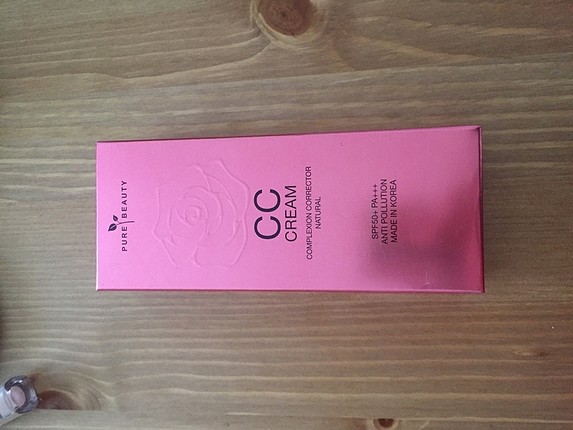 PURE BEAUTY
CC
CREAM
COMPLEXION CORRECTOR
NATURAL
SPF50+ PA+++
ANTI POLLUTION
MADE IN KOREA